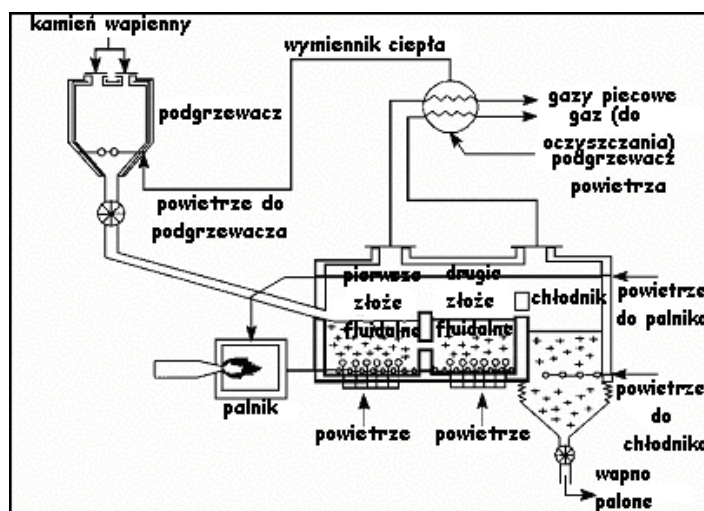 kamień wapienny
wymiennik ciepła
podgrzewacz
gazy piecowe
gaz (do
oczyszczania)
podgrzewacz
powietrza
powietrze do
podgrzewacza
pierwsze
złoże
fluidalne
drugie
złoże
fluidalne
chłodnik
powietrze
do palnika
palnik
powietrze
powietrze
powietrze
do
chłodnika
wapno
palone